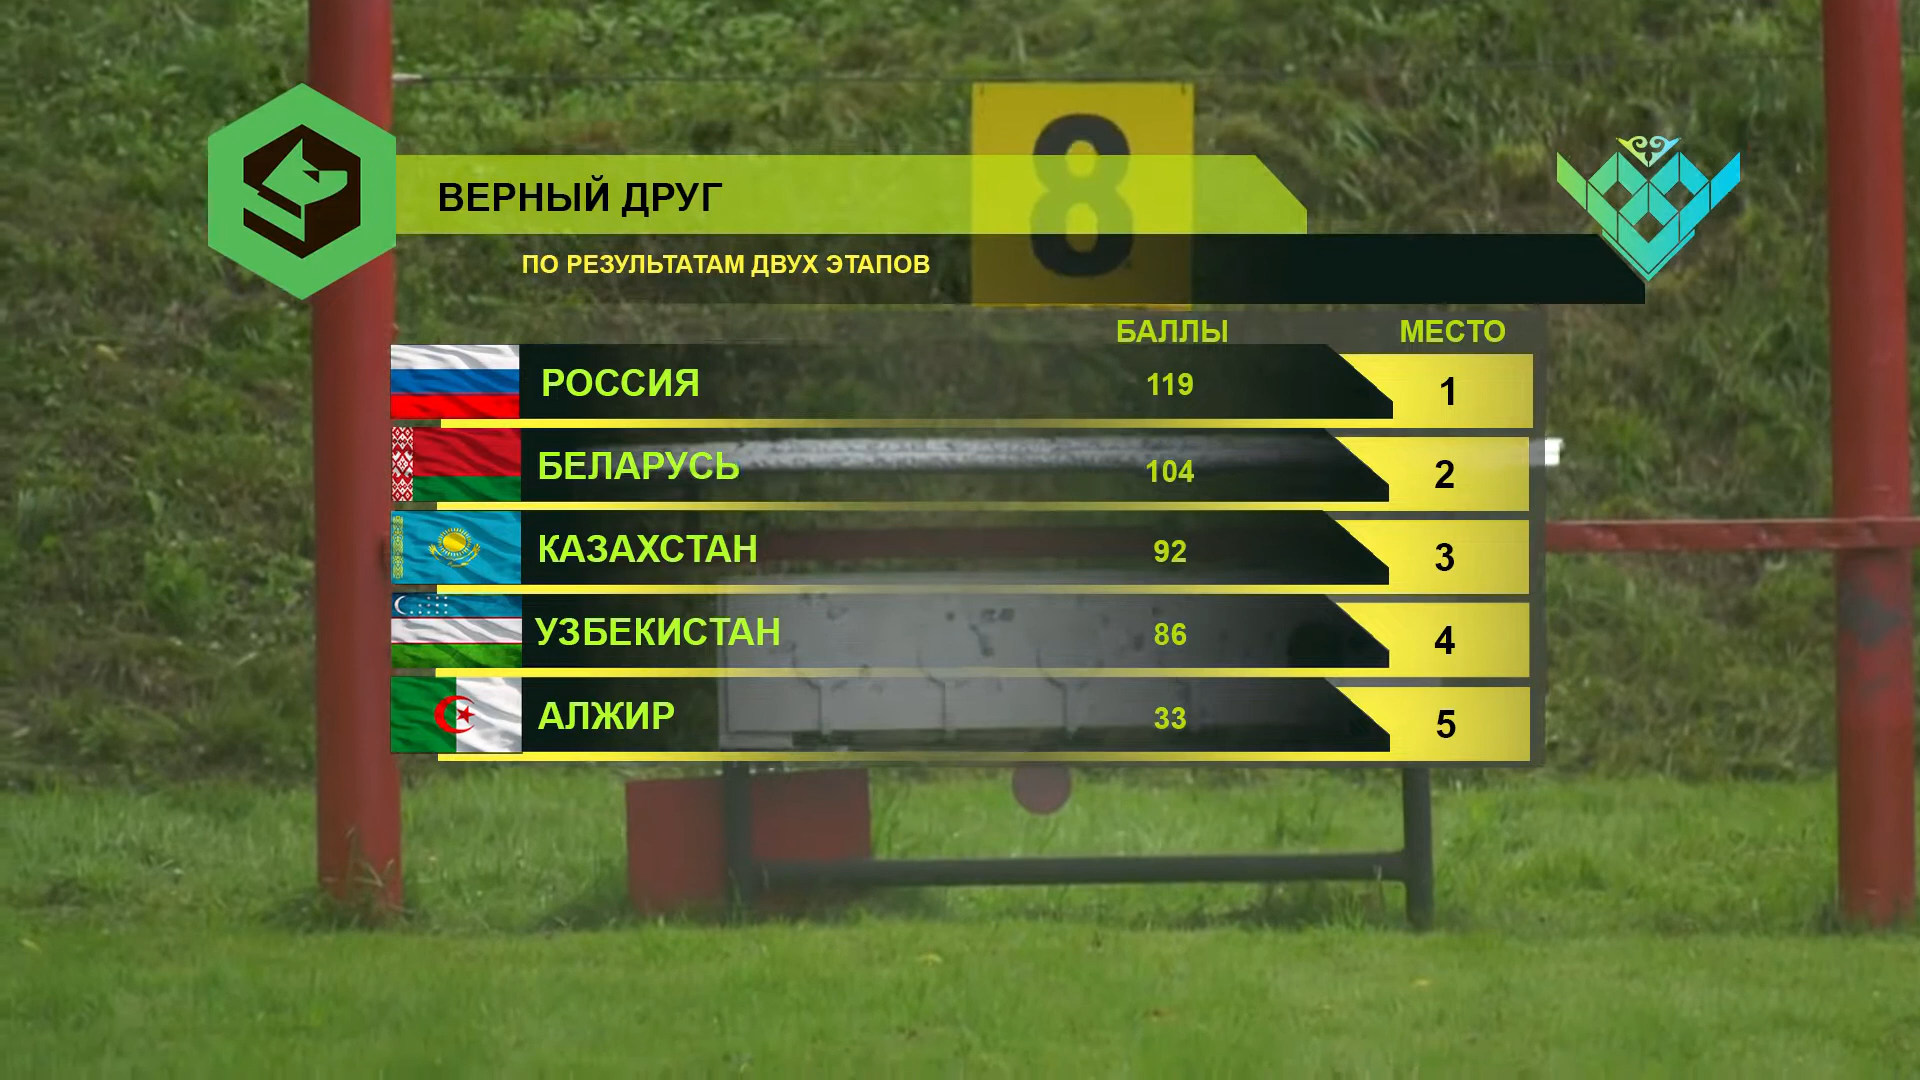 8
ВЕРНЫЙ ДРУГ
ПО РЕЗУЛЬТАТАМ ДВУХ ЭТАПОВ
БАЛЛЫ МЕСТО
РОССИЯ 119 1
БЕЛАРУСЬ 104 2
КАЗАХСТАН 92 3
УЗБЕКИСТАН 86 4
АЛЖИР 33 5